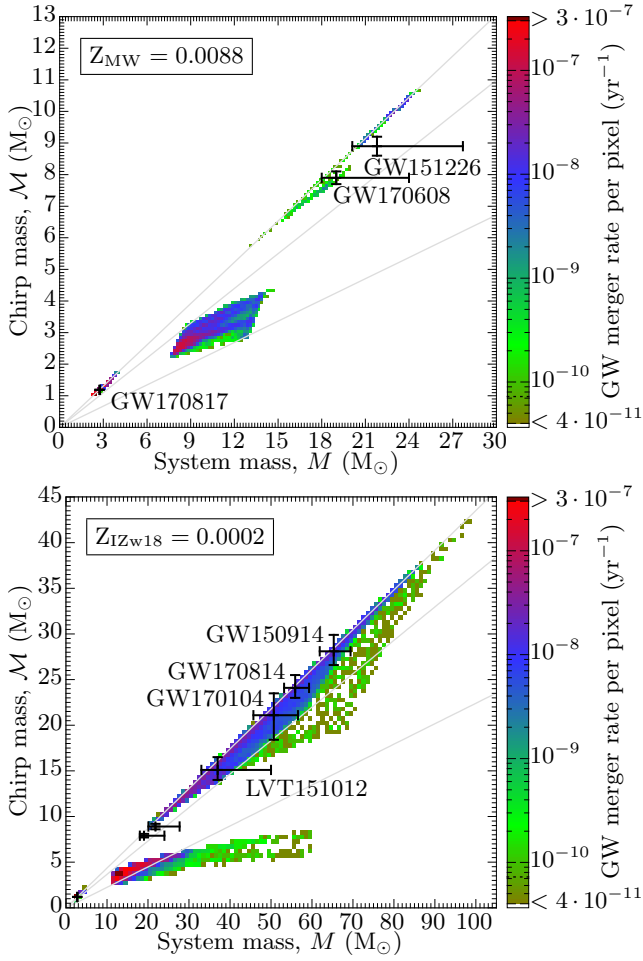 13
12
11
10
9
8
7
6
5
4
3
2
1
0
Chirp mass, ℳ (M⊙)
Z_MW = 0.0088
GW151226
GW170608
GW170817
0 3 6 9 12 15 18 21 24 27 30
System mass, M (M⊙)
> 3·10⁻⁷
10⁻⁷
10⁻⁸
10⁻⁹
10⁻¹⁰
< 4·10⁻¹¹
GW merger rate per pixel (yr⁻¹)
45
40
35
30
25
20
15
10
5
0
Chirp mass, ℳ (M⊙)
Z_IZw18 = 0.0002
GW150914
GW170814
GW170104
LVT151012
0 10 20 30 40 50 60 70 80 90 100
System mass, M (M⊙)
> 3·10⁻⁷
10⁻⁷
10⁻⁸
10⁻⁹
10⁻¹⁰
< 4·10⁻¹¹
GW merger rate per pixel (yr⁻¹)